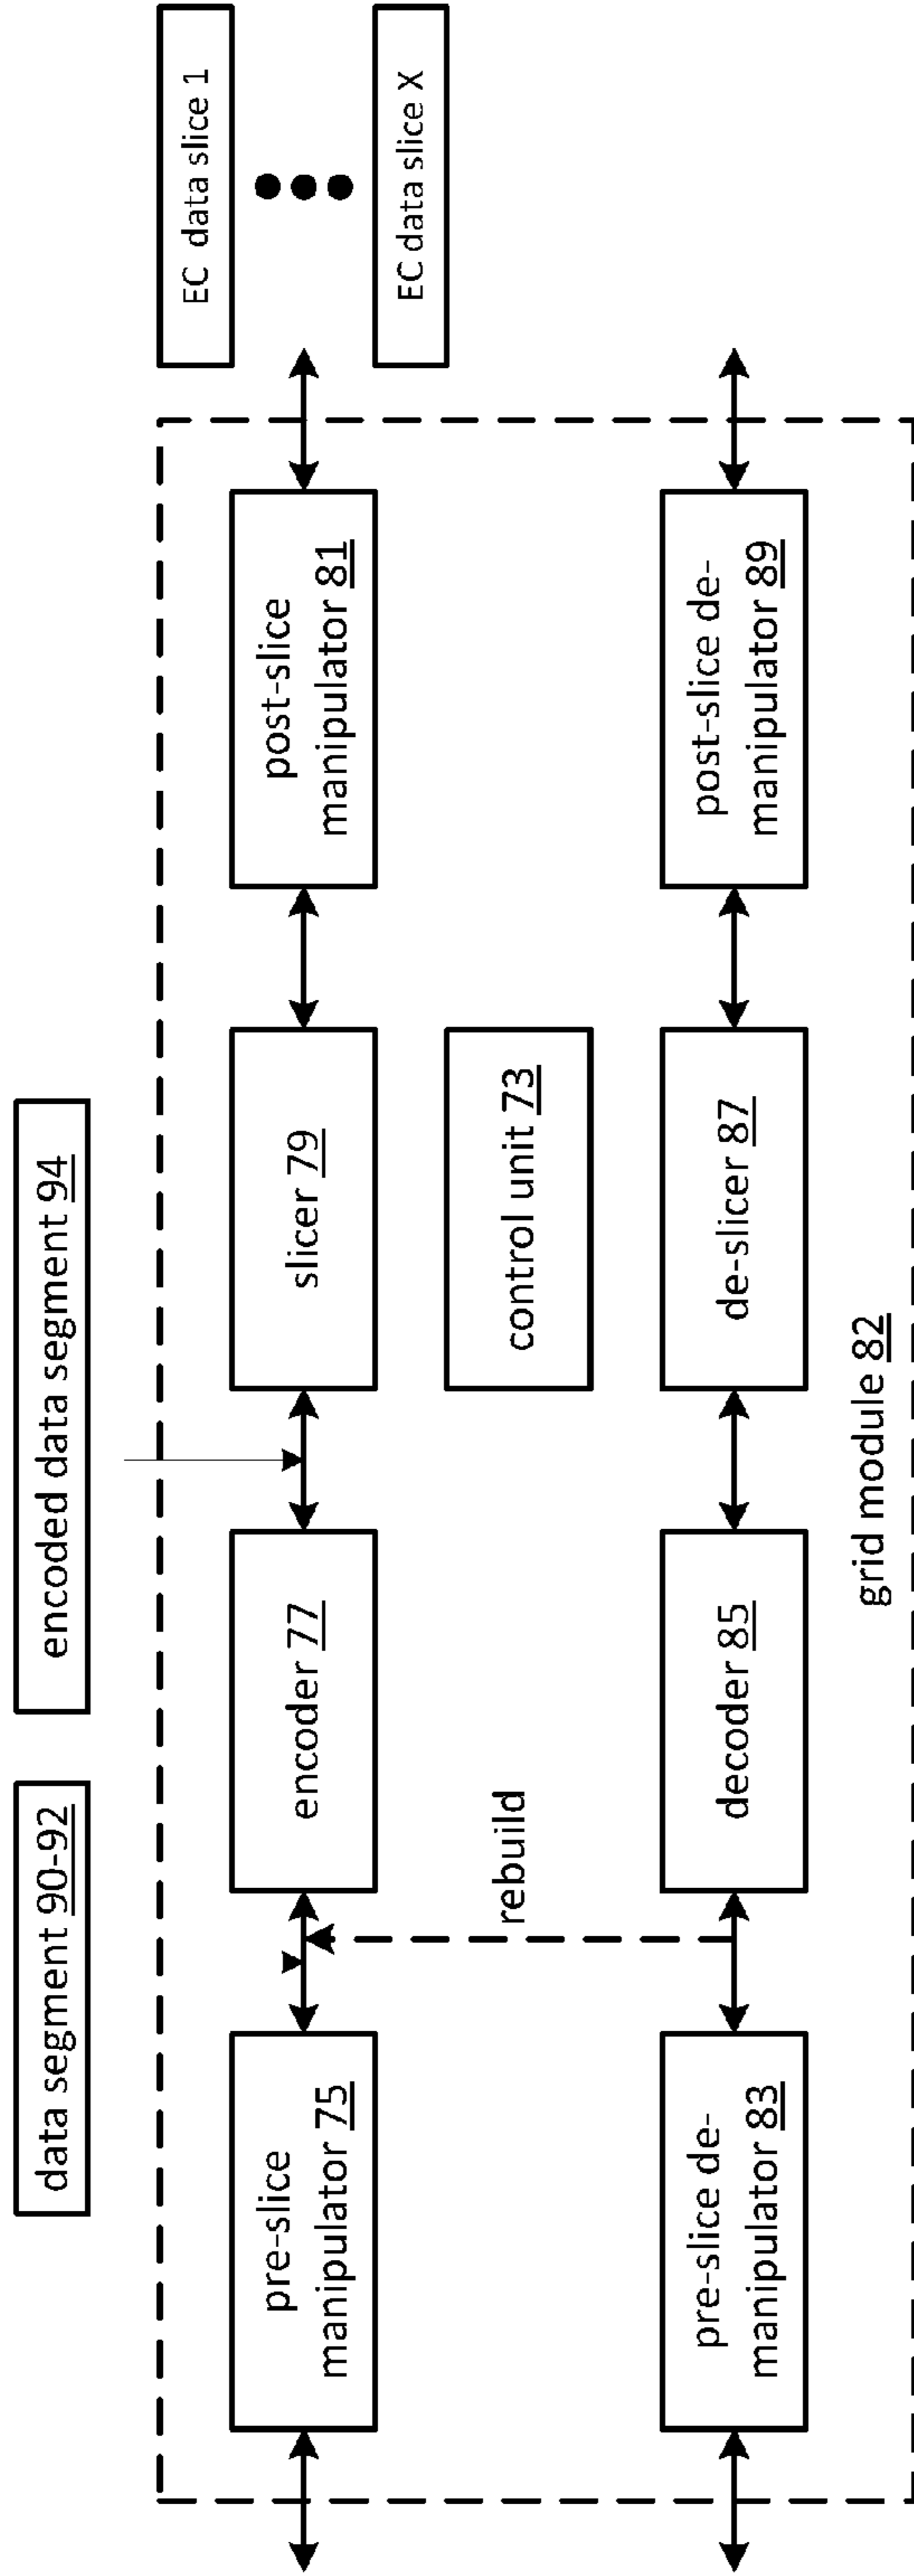 data segment 90-92
encoded data segment 94
EC data slice 1
EC data slice X
pre-slice
manipulator 75
encoder 77
slicer 79
post-slice
manipulator 81
rebuild
control unit 73
pre-slice de-
manipulator 83
decoder 85
de-slicer 87
post-slice de-
manipulator 89
grid module 82